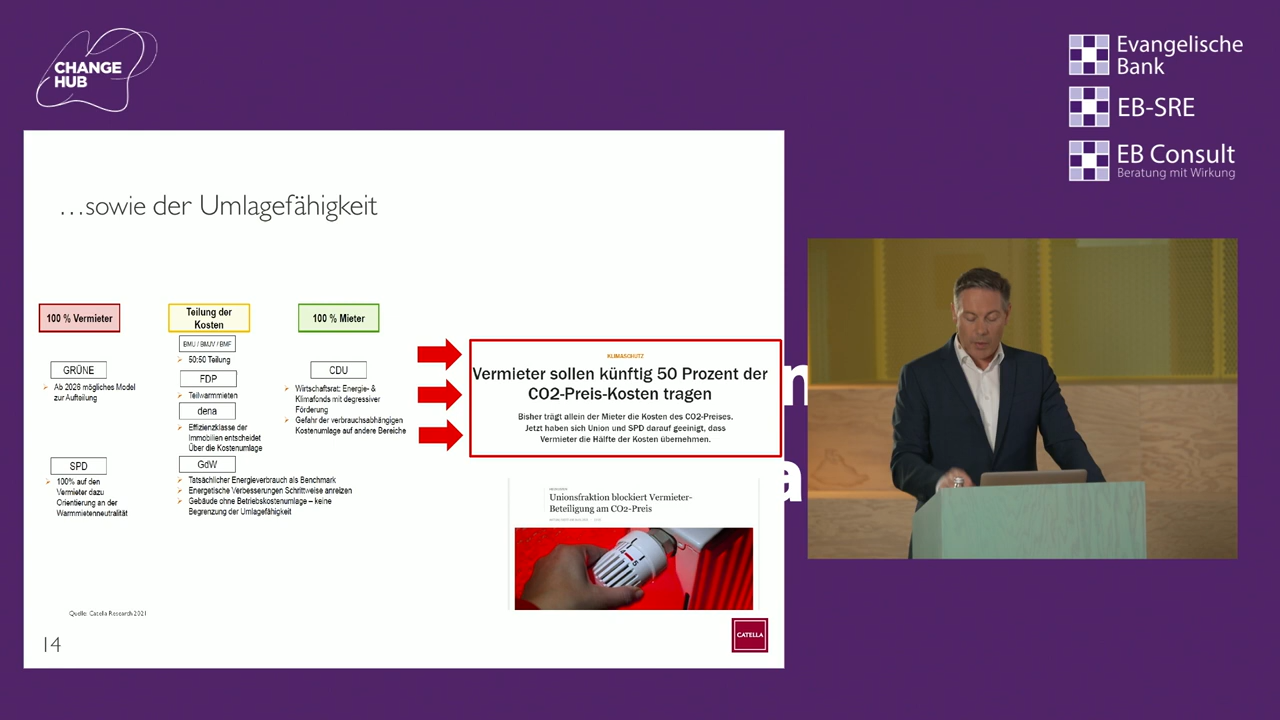 CHANGE
HUB
Evangelische
Bank
EB-SRE
EB Consult
Beratung mit Wirkung
…sowie der Umlagefähigkeit
100 % Vermieter
GRÜNE
Ab 2026 mögliches Model
zur Aufteilung
SPD
100% auf den
Vermieter dazu
Orientierung an der
Warmmietenneutralität
Teilung der
Kosten
BMU / BMJV / BMF
50:50 Teilung
FDP
Teilwarmmieten
dena
Effizienzklasse der
Immobilien entscheidet
Über die Kostenumlage
GdW
Tatsächlicher Energieverbrauch als Benchmark
Energetische Verbesserungen Schrittweise anreizen
Gebäude ohne Betriebskostenumlage – keine
Begrenzung der Umlagefähigkeit
100 % Mieter
CDU
Wirtschaftsrat: Energie- &
Klimafonds mit degressiver
Förderung
Gefahr der verbrauchsabhängigen
Kostenumlage auf andere Bereiche
KLIMASCHUTZ
Vermieter sollen künftig 50 Prozent der
CO2-Preis-Kosten tragen
Bisher trägt allein der Mieter die Kosten des CO2-Preises.
Jetzt haben sich Union und SPD darauf geeinigt, dass
Vermieter die Hälfte der Kosten übernehmen.
Unionsfraktion blockiert Vermieter-
Beteiligung am CO2-Preis
n
a
Quelle: Catella Research 2021
14
CATELLA